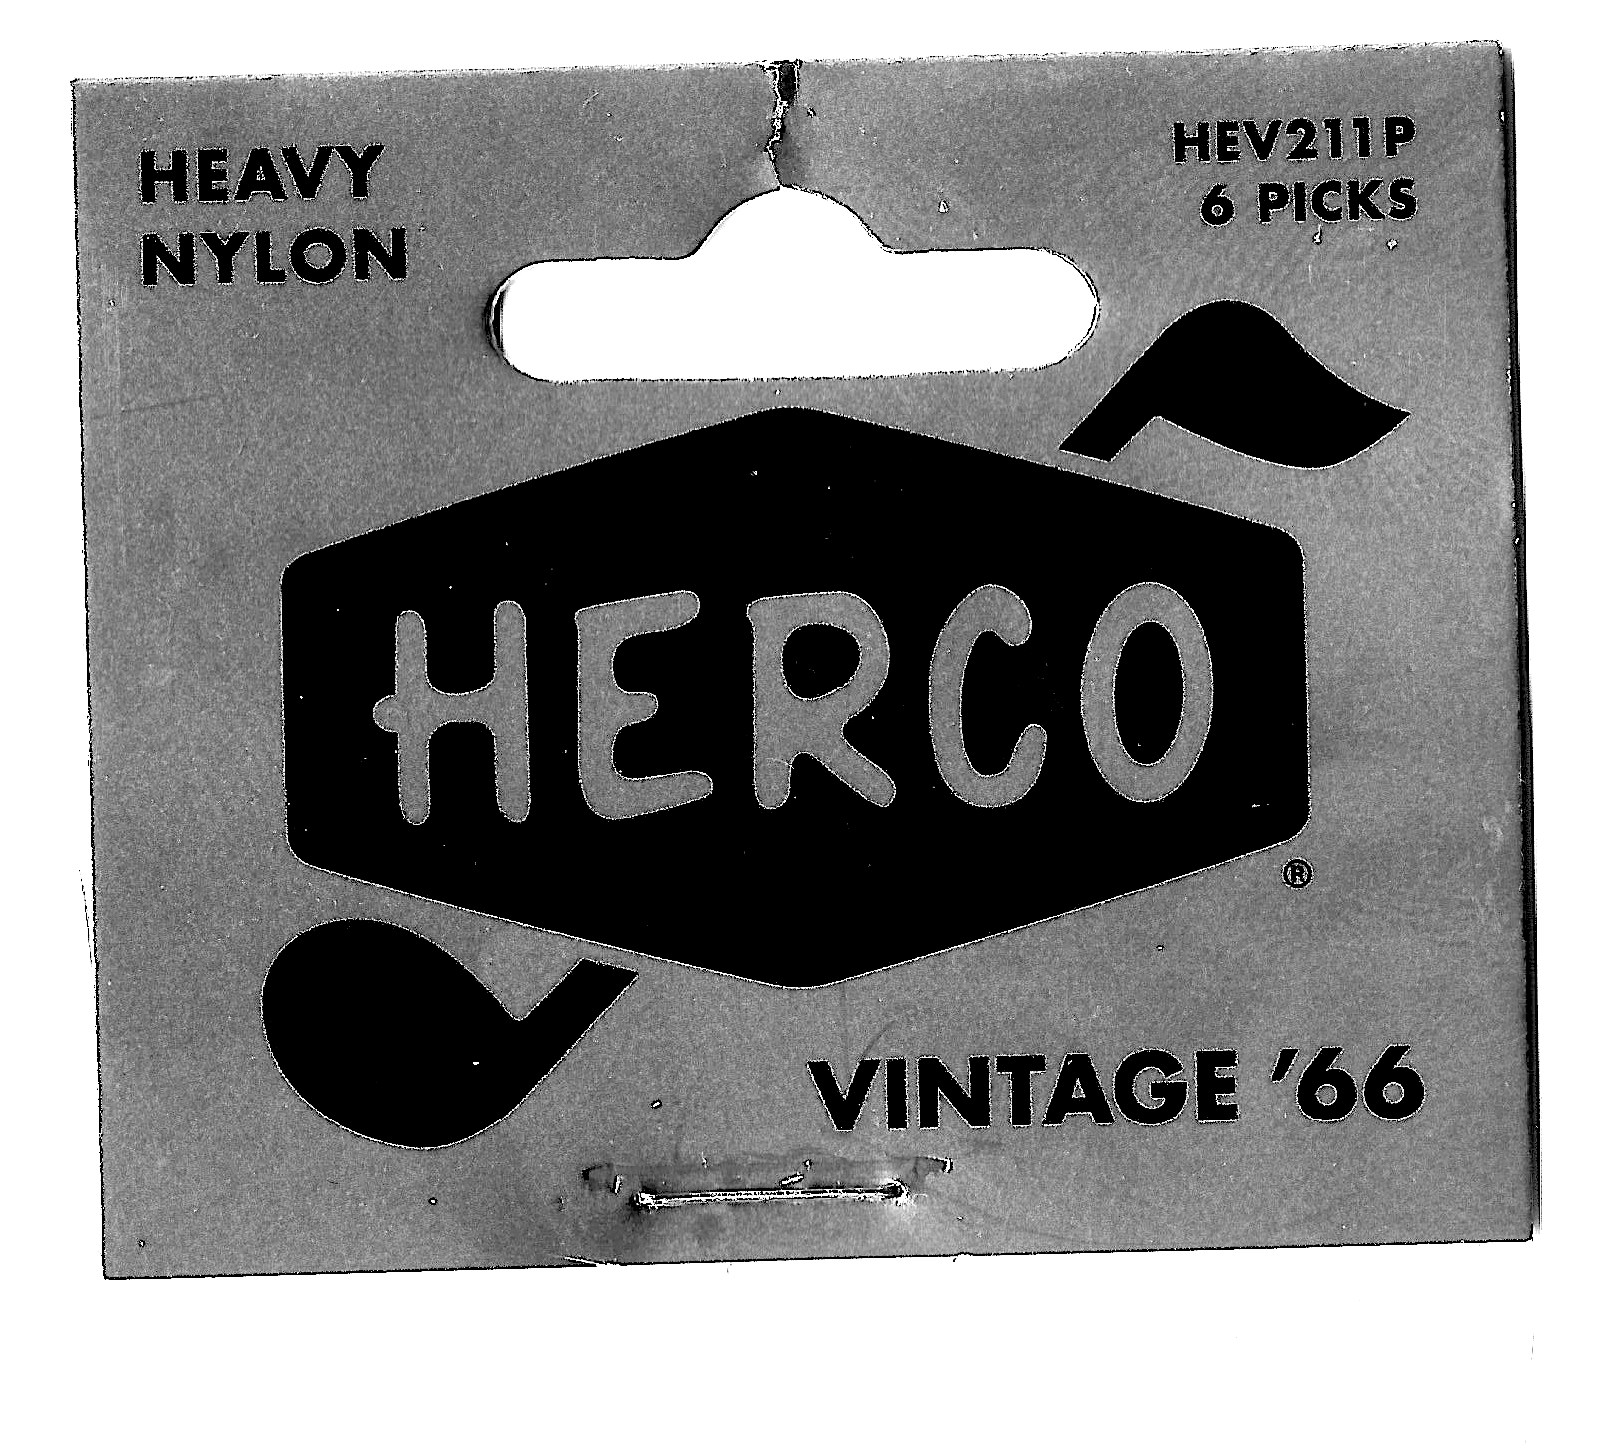 HEAVY
NYLON
HEV211P
6 PICKS
HERCO
®
VINTAGE '66